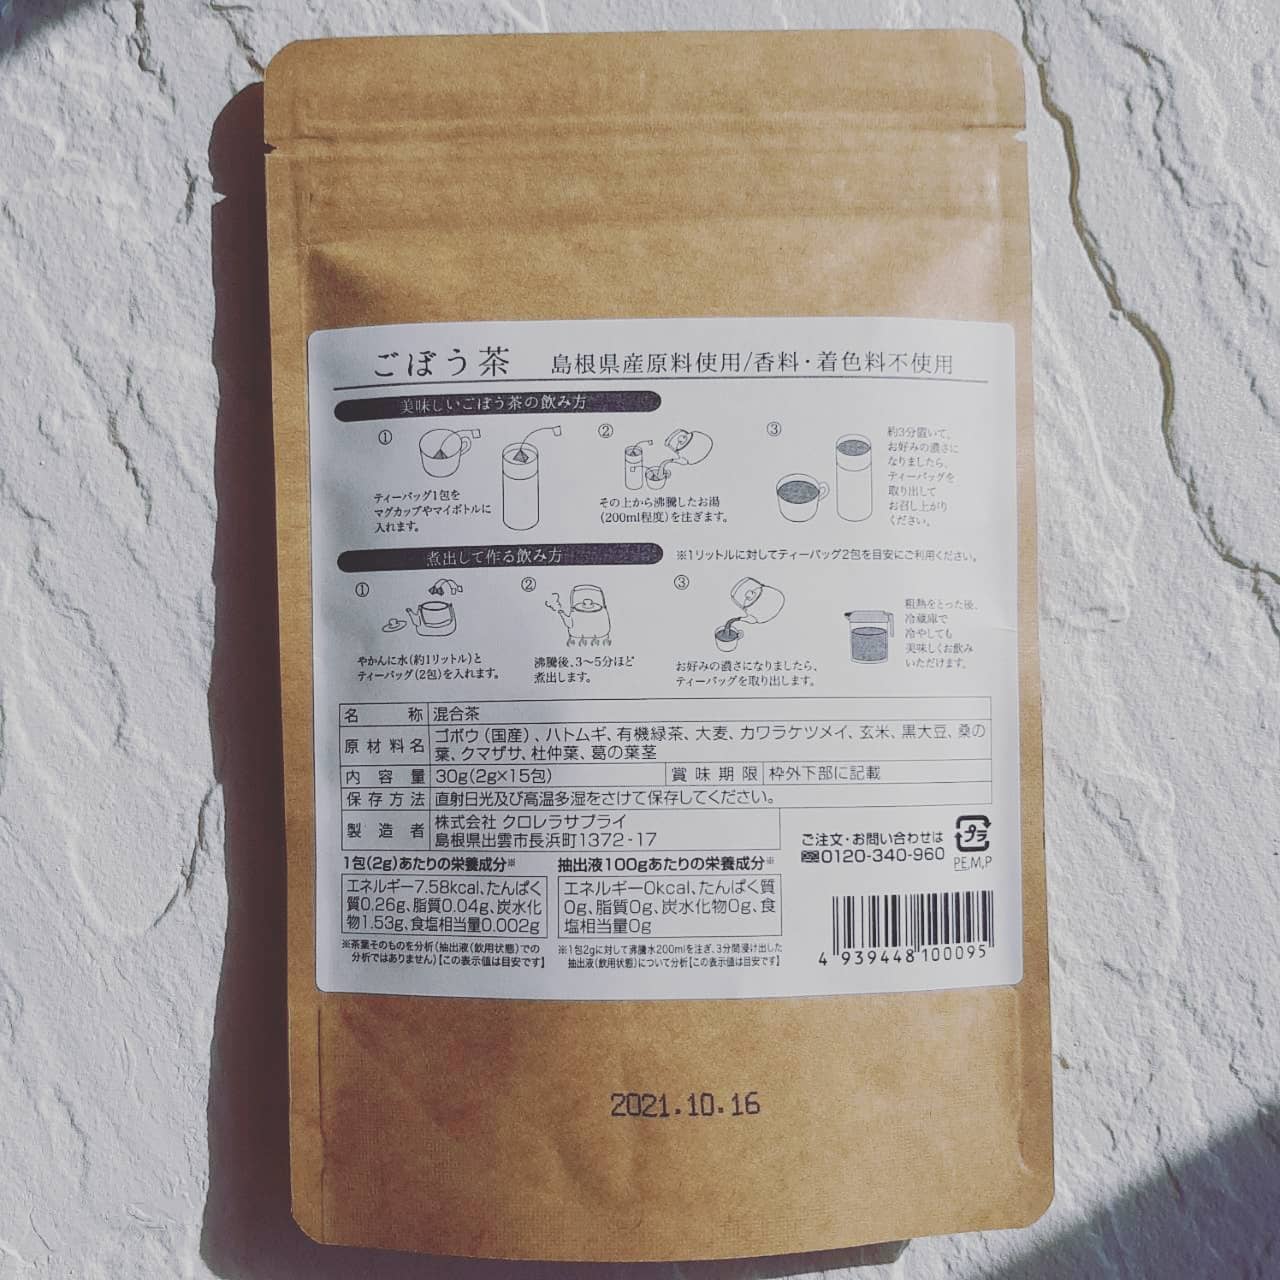 ごぼう茶 島根県産原料使用/香料・着色料不使用
美味しいごぼう茶の飲み方
①
ティーバッグ1包を
マグカップやマイボトルに
入れます。
②
その上から沸騰したお湯
(200ml程度)を注ぎます。
③
約3分置いて、
お好みの濃さに
なりましたら、
ティーバッグを
取り出して
お召し上がり
ください。
煮出して作る飲み方
※1リットルに対してティーバッグ2包を目安にご利用ください。
①
やかんに水(約1リットル)と
ティーバッグ(2包)を入れます。
②
沸騰後、3〜5分ほど
煮出します。
③
お好みの濃さになりましたら、
ティーバッグを取り出します。
粗熱をとった後、
冷蔵庫で
冷やしても
美味しくお飲み
いただけます。
名称 混合茶
原材料名 ゴボウ(国産)、ハトムギ、有機緑茶、大麦、カワラケツメイ、玄米、黒大豆、桑の
葉、クマザサ、杜仲葉、葛の葉茎
内容量 30g(2g×15包) 賞味期限 枠外下部に記載
保存方法 直射日光及び高温多湿をさけて保存してください。
製造者 株式会社 クロレラサプライ
島根県出雲市長浜町1372-17
1包(2g)あたりの栄養成分※
エネルギー7.58kcal、たんぱく
質0.26g、脂質0.04g、炭水化
物1.53g、食塩相当量0.002g
※茶葉そのものを分析(抽出液(飲用状態)での
分析ではありません)【この表示値は目安です】
抽出液100gあたりの栄養成分※
エネルギー0kcal、たんぱく質
0g、脂質0g、炭水化物0g、食
塩相当量0g
※1包2gに対して沸騰水200mlを注ぎ、3分間浸け出した
抽出液(飲用状態)について分析【この表示値は目安です】
ご注文・お問い合わせは
0120-340-960
プラ
PE,M,P
4 939448 100095
2021.10.16